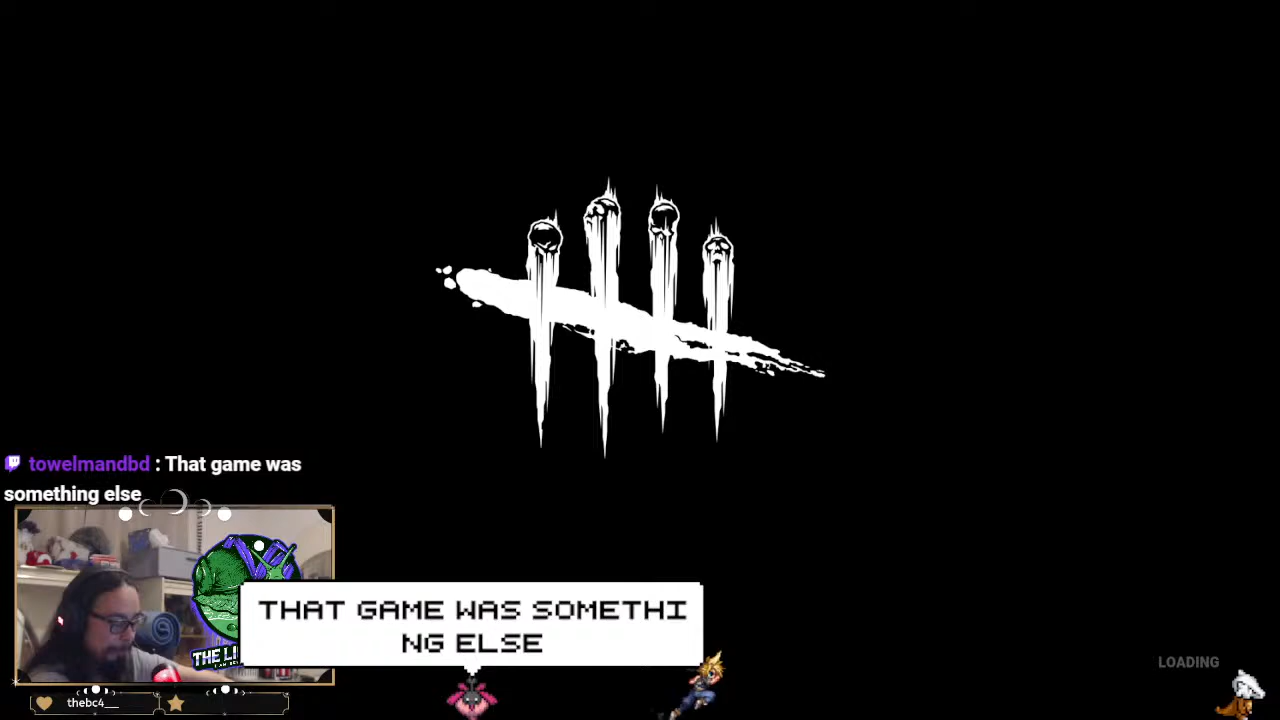 towelmandbd : That game was
something else
THAT GAME WAS SOMETHI
NG ELSE
THE LI
LOADING
thebc4__